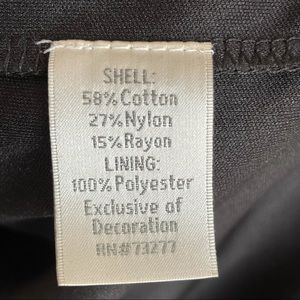 SHELL:
58%Cotton
27%Nylon
15%Rayon
LINING:
100%Polyester
Exclusive of
Decoration
RN#73277